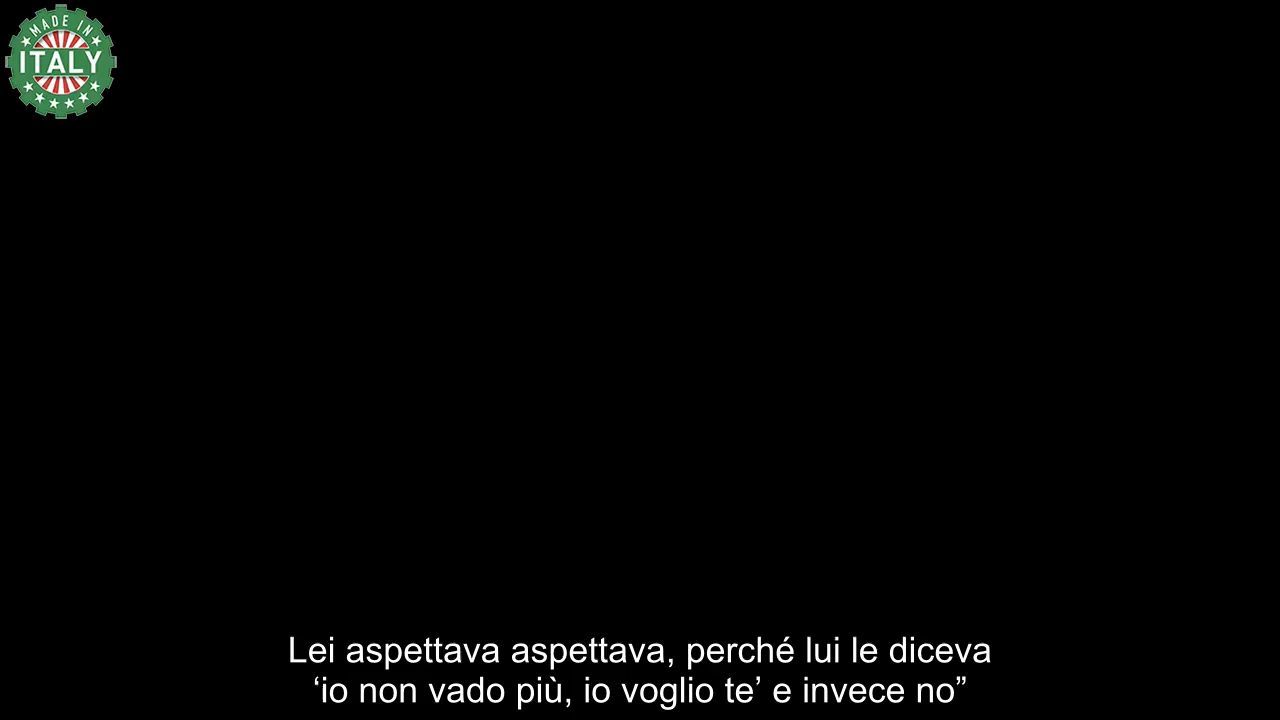 MADE IN
ITALY
Lei aspettava aspettava, perché lui le diceva
‘io non vado più, io voglio te’ e invece no”